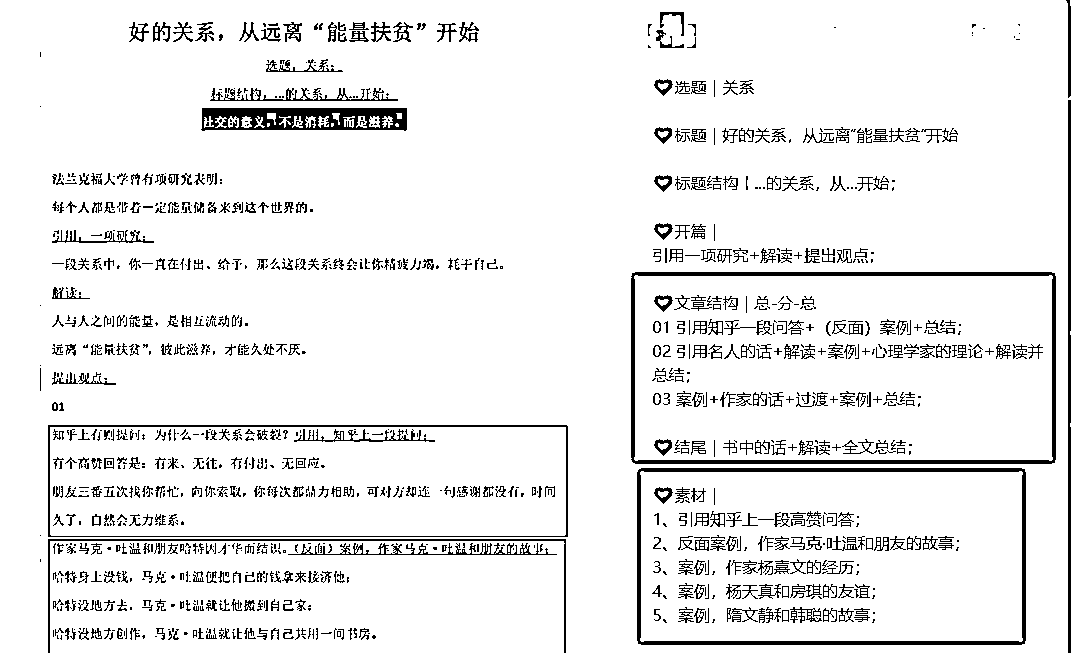 好的关系，从远离“能量扶贫”开始
选题，关系；
标题结构，...的关系，从...开始；
社交的意义，不是消耗，而是滋养。
法兰克福大学曾有项研究表明：
每个人都是带着一定能量储备来到这个世界的。
引用，一项研究；
一段关系中，你一直在付出、给予，那么这段关系终会让你精疲力竭，耗于自己。
解读；
人与人之间的能量，是相互流动的。
远离“能量扶贫”，彼此滋养，才能久处不厌。
提出观点；
01
知乎上有则提问：为什么一段关系会破裂？引用，知乎上一段提问；
有个高赞回答是：有来、无往，有付出、无回应。
朋友三番五次找你帮忙，向你索取，你每次都鼎力相助，可对方却连一句感谢都没有，时间
久了，自然会无力维系。
作家马克·吐温和朋友哈特因才华而结识。（反面）案例，作家马克·吐温和朋友的故事；
哈特身上没钱，马克·吐温便把自己的钱拿来接济他；
哈特没地方去，马克·吐温就让他搬到自己家；
哈特没地方创作，马克·吐温就让他与自己共用一间书房。
选题｜关系
标题｜好的关系，从远离“能量扶贫”开始
标题结构｜...的关系，从...开始；
开篇｜
引用一项研究+解读+提出观点；
文章结构｜总-分-总
01 引用知乎一段问答+（反面）案例+总结；
02 引用名人的话+解读+案例+心理学家的理论+解读并
总结；
03 案例+作家的话+过渡+案例+总结；
结尾｜书中的话+解读+全文总结；
素材｜
1、引用知乎上一段高赞问答；
2、反面案例，作家马克·吐温和朋友的故事；
3、案例，作家杨熹文的经历；
4、案例，杨天真和房琪的友谊；
5、案例，隋文静和韩聪的故事；